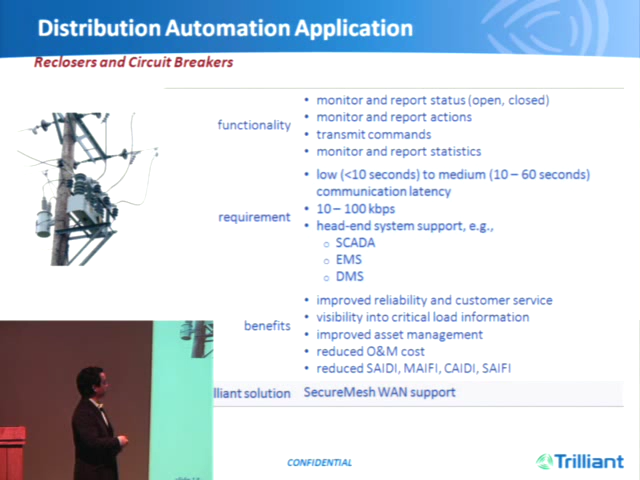 Distribution Automation Application
Reclosers and Circuit Breakers
functionality
• monitor and report status (open, closed)
• monitor and report actions
• transmit commands
• monitor and report statistics
requirement
• low (<10 seconds) to medium (10 – 60 seconds)
communication latency
• 10 – 100 kbps
• head-end system support, e.g.,
o SCADA
o EMS
o DMS
benefits
• improved reliability and customer service
• visibility into critical load information
• improved asset management
• reduced O&M cost
• reduced SAIDI, MAIFI, CAIDI, SAIFI
lliant solution SecureMesh WAN support
CONFIDENTIAL
Trilliant